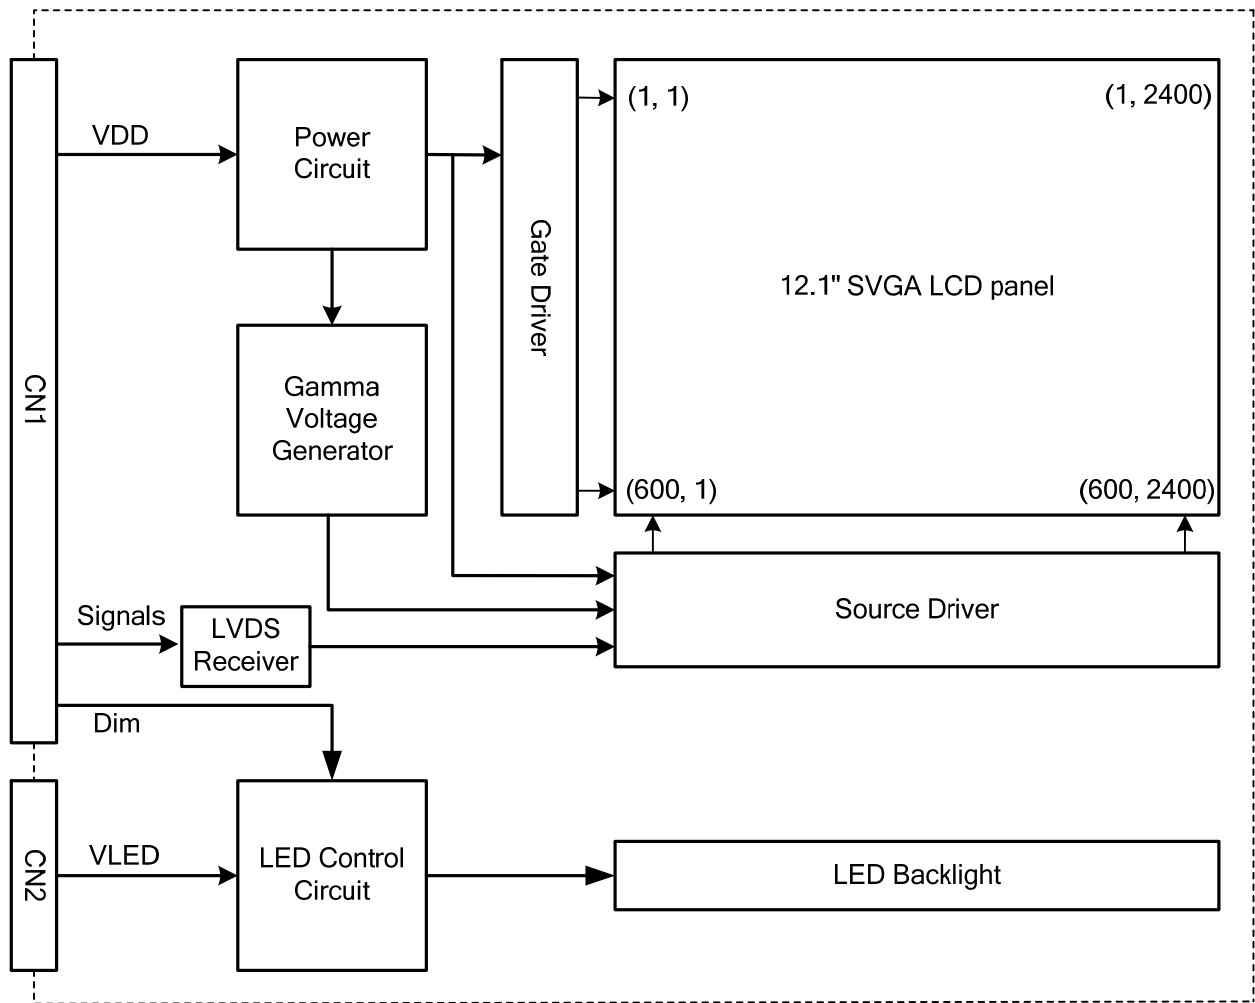 VDD
Power
Circuit
(1, 1)
(1, 2400)
Gate Driver
12.1" SVGA LCD panel
CN1
Gamma
Voltage
Generator
(600, 1)
(600, 2400)
Signals
LVDS
Receiver
Source Driver
Dim
CN2
VLED
LED Control
Circuit
LED Backlight